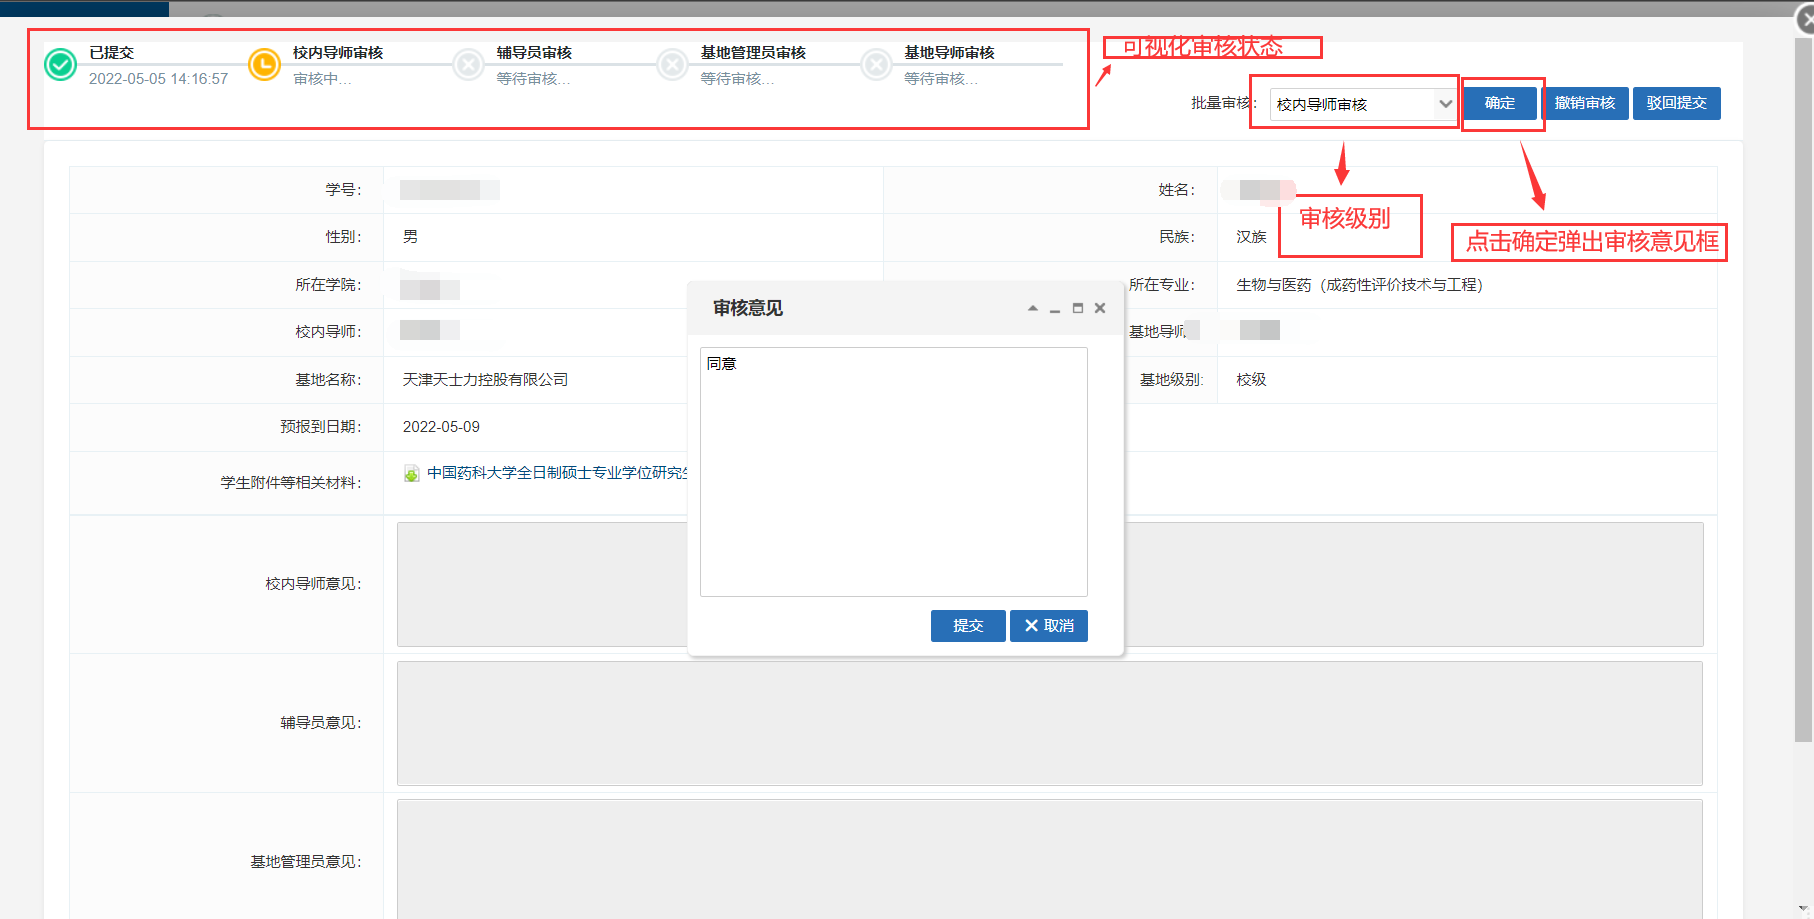 已提交
2022-05-05 14:16:57
校内导师审核
审核中...
辅导员审核
等待审核...
基地管理员审核
等待审核...
基地导师审核
等待审核...
可视化审核状态
批量审核:
校内导师审核
确定
撤销审核
驳回提交
审核级别
点击确定弹出审核意见框
学号：
姓名：
性别：
男
民族：
汉族
所在学院：
所在专业：
生物与医药（成药性评价技术与工程）
校内导师：
基地导师
基地名称：
天津天士力控股有限公司
基地级别:
校级
预报到日期：
2022-05-09
学生附件等相关材料：
中国药科大学全日制硕士专业学位研究生
审核意见
同意
提交
取消
校内导师意见：
辅导员意见：
基地管理员意见：